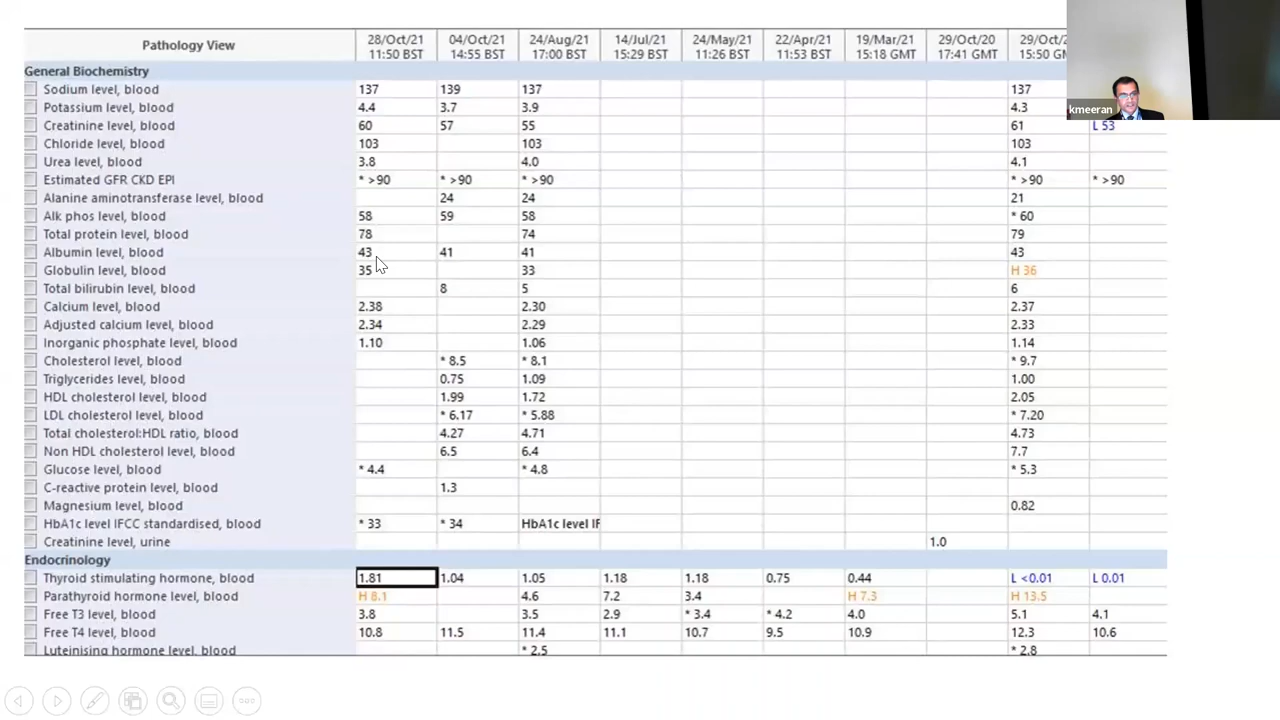 Pathology View 28/Oct/21 04/Oct/21 24/Aug/21 14/Jul/21 24/May/21 22/Apr/21 19/Mar/21 29/Oct/20
11:50 BST 14:55 BST 17:00 BST 15:29 BST 11:26 BST 11:53 BST 15:18 GMT 17:41 GMT 15:50 G
kmeeran
General Biochemistry
Sodium level, blood 137 139 137 137
Potassium level, blood 4.4 3.7 3.9 4.3
Creatinine level, blood 60 57 55 61 L 53
Chloride level, blood 103 103 103
Urea level, blood 3.8 4.0 4.1
Estimated GFR CKD EPI * >90 * >90 * >90 * >90 * >90
Alanine aminotransferase level, blood 24 24 21
Alk phos level, blood 58 59 58 * 60
Total protein level, blood 78 74 79
Albumin level, blood 43 41 41 43
Globulin level, blood 35 33 H 36
Total bilirubin level, blood 8 5 6
Calcium level, blood 2.38 2.30 2.37
Adjusted calcium level, blood 2.34 2.29 2.33
Inorganic phosphate level, blood 1.10 1.06 1.14
Cholesterol level, blood * 8.5 * 8.1 * 9.7
Triglycerides level, blood 0.75 1.09 1.00
HDL cholesterol level, blood 1.99 1.72 2.05
LDL cholesterol level, blood * 6.17 * 5.88 * 7.20
Total cholesterol:HDL ratio, blood 4.27 4.71 4.73
Non HDL cholesterol level, blood 6.5 6.4 7.7
Glucose level, blood * 4.4 * 4.8 * 5.3
C-reactive protein level, blood 1.3
Magnesium level, blood 0.82
HbA1c level IFCC standardised, blood * 33 * 34 HbA1c level IF
Creatinine level, urine 1.0
Endocrinology
Thyroid stimulating hormone, blood 1.81 1.04 1.05 1.18 1.18 0.75 0.44 L <0.01 L 0.01
Parathyroid hormone level, blood H 8.1 4.6 7.2 3.4 H 7.3 H 13.5
Free T3 level, blood 3.8 3.5 2.9 * 3.4 * 4.2 4.0 5.1 4.1
Free T4 level, blood 10.8 11.5 11.4 11.1 10.7 9.5 10.9 12.3 10.6
Luteinising hormone level, blood * 2.5 * 2.8